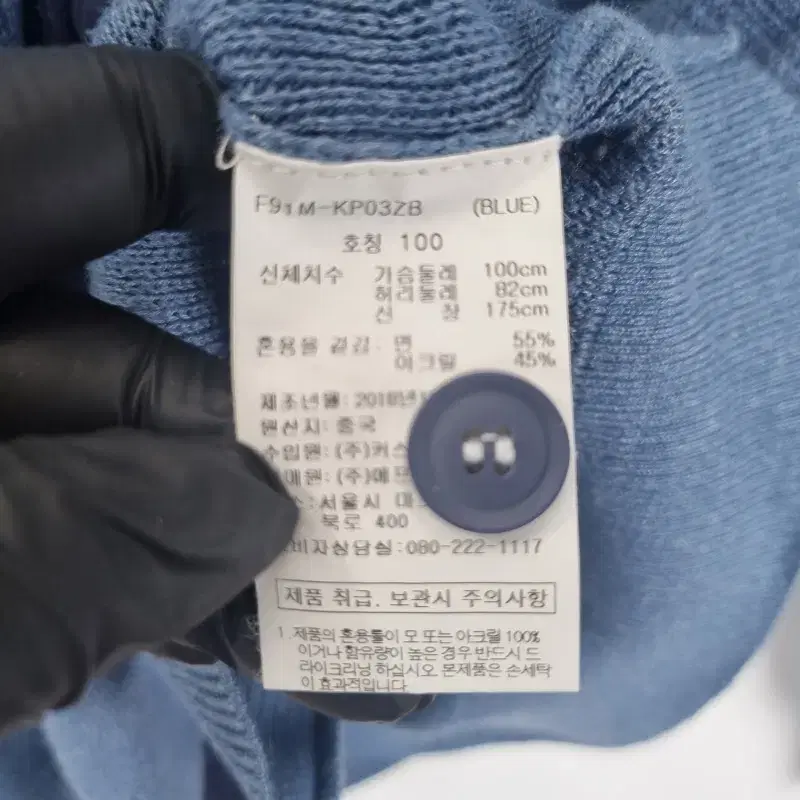 F91M-KP03ZB (BLUE)
호칭 100
신체치수 가슴둘레 100cm
허리둘레 82cm
신 장 175cm
혼용율 겉감: 면 55%
아크릴 45%
제조년월: 2018년
원산지: 중국
수입원: (주)커스
매원: (주)에프
서울시
북로 400
비자상담실:080-222-1117
제품 취급. 보관시 주의사항
1. 제품의 혼용률이 모 또는 아크릴 100%
이거나 함유량이 높은 경우 반드시 드
라이크리닝 하십시오 본제품은 손세탁
이 효과적입니다